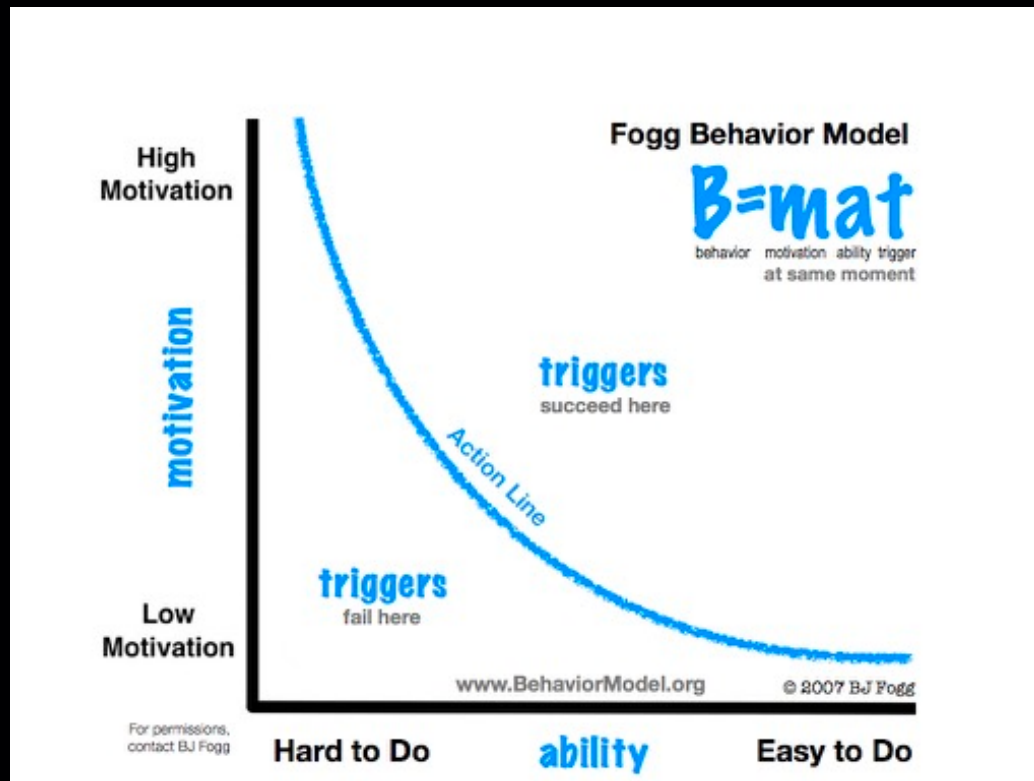 Fogg Behavior Model
B=mat
behavior motivation ability trigger
at same moment
High
Motivation
motivation
triggers
succeed here
Action Line
triggers
fail here
Low
Motivation
www.BehaviorModel.org
© 2007 BJ Fogg
For permissions,
contact BJ Fogg
Hard to Do
ability
Easy to Do